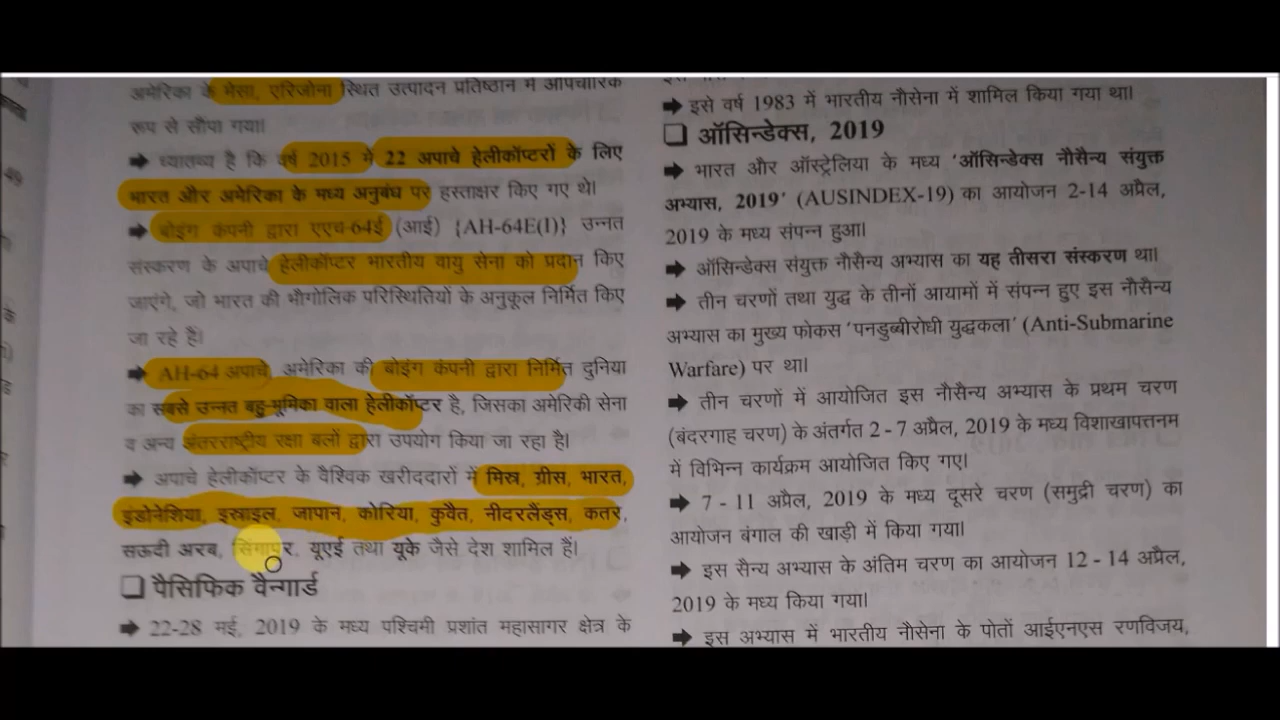 अमेरिका के मेसा, एरिजोना स्थित उत्पादन प्रतिष्ठान में औपचारिक
रूप से सौंपा गया।
➡ ध्यातव्य है कि वर्ष 2015 में 22 अपाचे हेलीकॉप्टरों के लिए
भारत और अमेरिका के मध्य अनुबंध पर हस्ताक्षर किए गए थे।
➡ बोइंग कंपनी द्वारा एएच-64ई (आई) {AH-64E(I)} उन्नत
संस्करण के अपाचे हेलीकॉप्टर भारतीय वायु सेना को प्रदान किए
जाएंगे, जो भारत की भौगोलिक परिस्थितियों के अनुकूल निर्मित किए
जा रहे हैं।
➡ AH-64 अपाचे, अमेरिका की बोइंग कंपनी द्वारा निर्मित दुनिया
का सबसे उन्नत बहु-भूमिका वाला हेलीकॉप्टर है, जिसका अमेरिकी सेना
व अन्य अंतरराष्ट्रीय रक्षा बलों द्वारा उपयोग किया जा रहा है।
➡ अपाचे हेलीकॉप्टर के वैश्विक खरीददारों में मिस्र, ग्रीस, भारत,
इंडोनेशिया, इस्राइल, जापान, कोरिया, कुवैत, नीदरलैंड्स, कतर,
सऊदी अरब, सिंगापुर, यूएई तथा यूके जैसे देश शामिल हैं।
❑ पैसिफिक वैन्गार्ड
➡ 22-28 मई, 2019 के मध्य पश्चिमी प्रशांत महासागर क्षेत्र के
➡ इसे वर्ष 1983 में भारतीय नौसेना में शामिल किया गया था।
❑ ऑसिन्डेक्स, 2019
➡ भारत और ऑस्ट्रेलिया के मध्य 'ऑसिन्डेक्स नौसैन्य संयुक्त
अभ्यास, 2019' (AUSINDEX-19) का आयोजन 2-14 अप्रैल,
2019 के मध्य संपन्न हुआ।
➡ ऑसिन्डेक्स संयुक्त नौसैन्य अभ्यास का यह तीसरा संस्करण था।
➡ तीन चरणों तथा युद्ध के तीनों आयामों में संपन्न हुए इस नौसैन्य
अभ्यास का मुख्य फोकस 'पनडुब्बीरोधी युद्धकला' (Anti-Submarine
Warfare) पर था।
➡ तीन चरणों में आयोजित इस नौसैन्य अभ्यास के प्रथम चरण
(बंदरगाह चरण) के अंतर्गत 2 - 7 अप्रैल, 2019 के मध्य विशाखापत्तनम
में विभिन्न कार्यक्रम आयोजित किए गए।
➡ 7 - 11 अप्रैल, 2019 के मध्य दूसरे चरण (समुद्री चरण) का
आयोजन बंगाल की खाड़ी में किया गया।
➡ इस सैन्य अभ्यास के अंतिम चरण का आयोजन 12 - 14 अप्रैल,
2019 के मध्य किया गया।
➡ इस अभ्यास में भारतीय नौसेना के पोतों आईएनएस रणविजय,